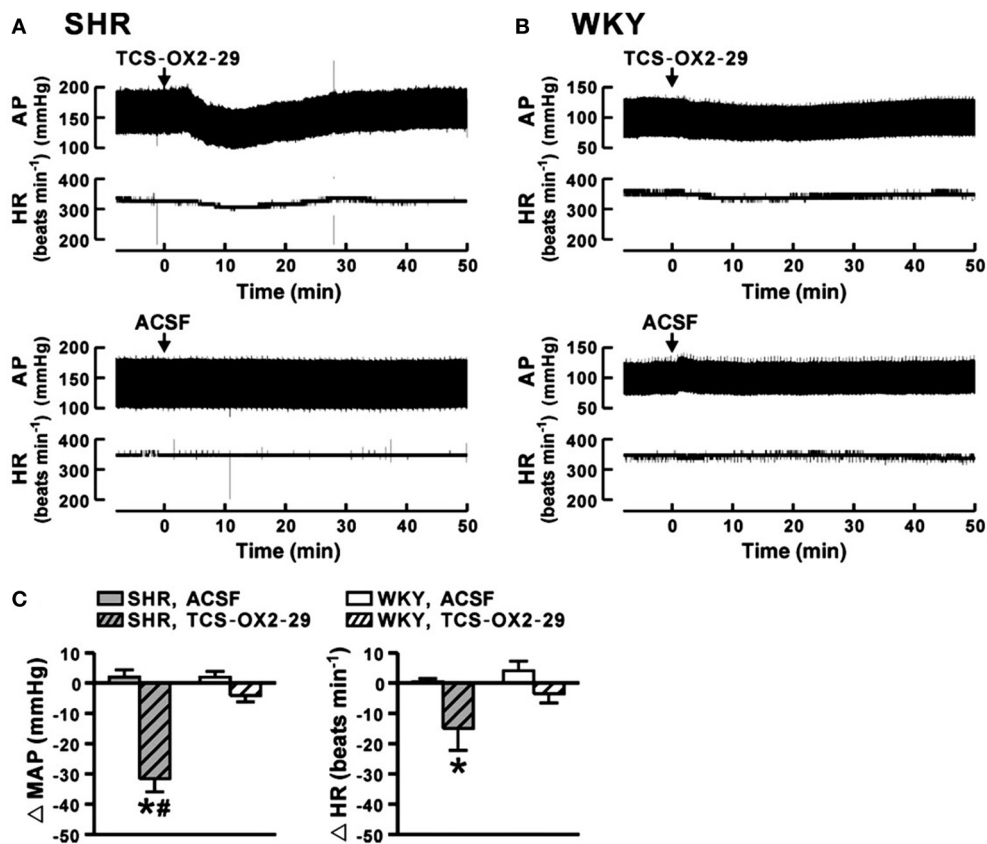 A SHR
TCS-OX2-29
AP
(mmHg)
200
150
100
HR
(beats min⁻¹)
400
300
200
0 10 20 30 40 50
Time (min)
ACSF
AP
(mmHg)
200
150
100
HR
(beats min⁻¹)
400
300
200
0 10 20 30 40 50
Time (min)
B WKY
TCS-OX2-29
AP
(mmHg)
150
100
50
HR
(beats min⁻¹)
400
300
200
0 10 20 30 40 50
Time (min)
ACSF
AP
(mmHg)
150
100
50
HR
(beats min⁻¹)
400
300
200
0 10 20 30 40 50
Time (min)
C
SHR, ACSF
SHR, TCS-OX2-29
WKY, ACSF
WKY, TCS-OX2-29
△ MAP (mmHg)
10
0
-10
-20
-30
-40
-50
*#
△ HR (beats min⁻¹)
10
0
-10
-20
-30
-40
-50
*